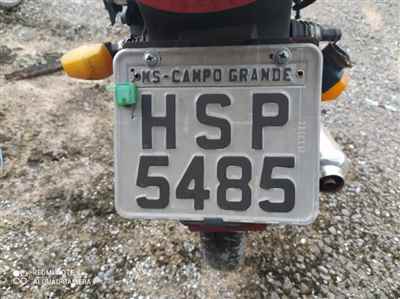 MS-CAMPO GRANDE
HSP
5485
REDMI NOTE 8
AI QUAD CAMERA